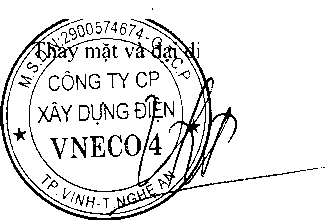 Thay mặt và đại di
M.S.D.N:2900574674-C.T.C.P
CÔNG TY CP
XÂY DỰNG ĐIỆN
VNECO 4
TP VINH-T. NGHỆ AN